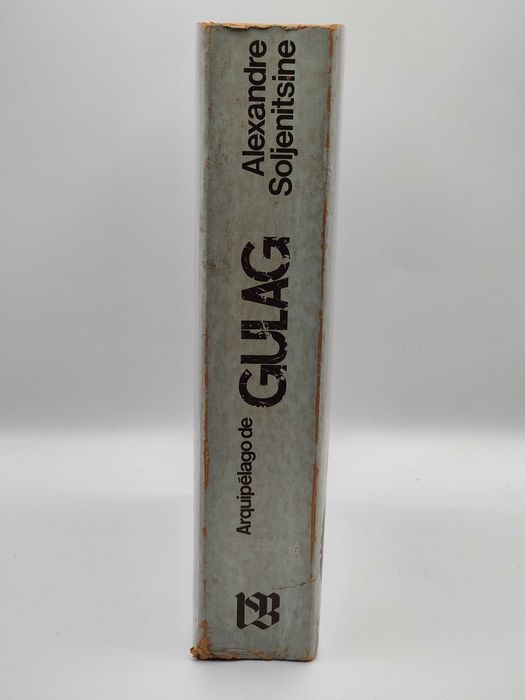 Arquipélago de
GULAG
Alexandre
Soljenitsine